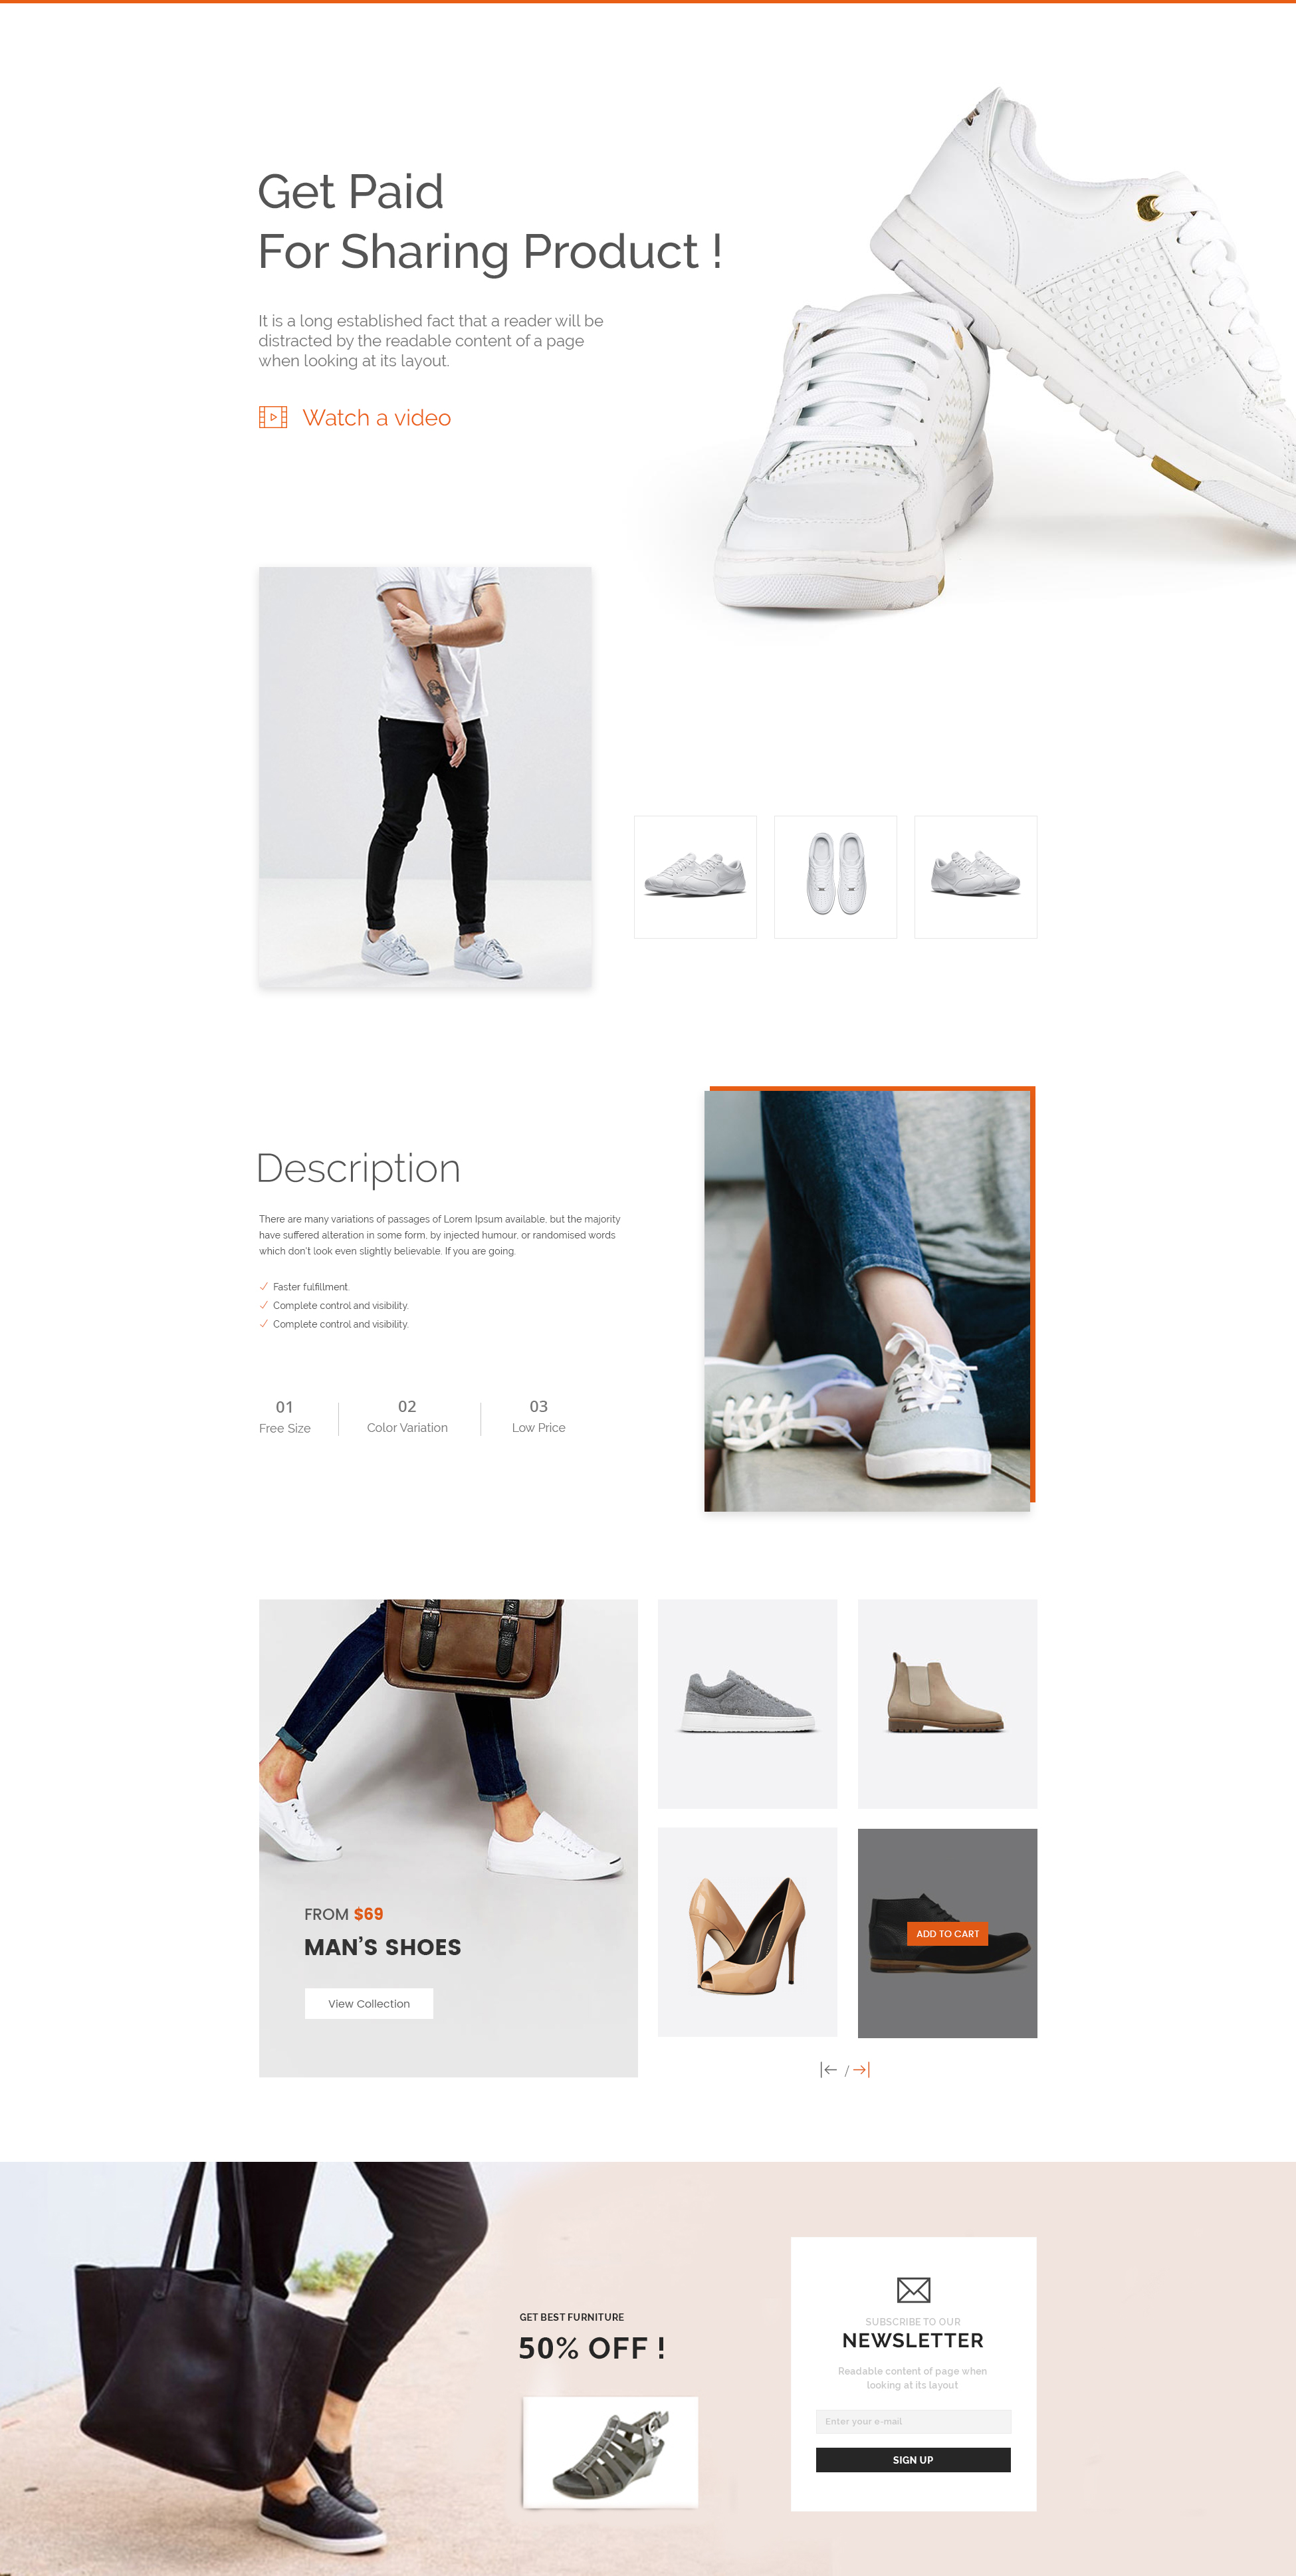 Get Paid
For Sharing Product !
It is a long established fact that a reader will be
distracted by the readable content of a page
when looking at its layout.
Watch a video
Description
There are many variations of passages of Lorem Ipsum available, but the majority
have suffered alteration in some form, by injected humour, or randomised words
which don't look even slightly believable. If you are going.
Faster fulfillment.
Complete control and visibility.
Complete control and visibility.
01
Free Size
02
Color Variation
03
Low Price
FROM $69
MAN'S SHOES
View Collection
ADD TO CART
/
GET BEST FURNITURE
50% OFF !
SUBSCRIBE TO OUR
NEWSLETTER
Readable content of page when
looking at its layout
Enter your e-mail
SIGN UP